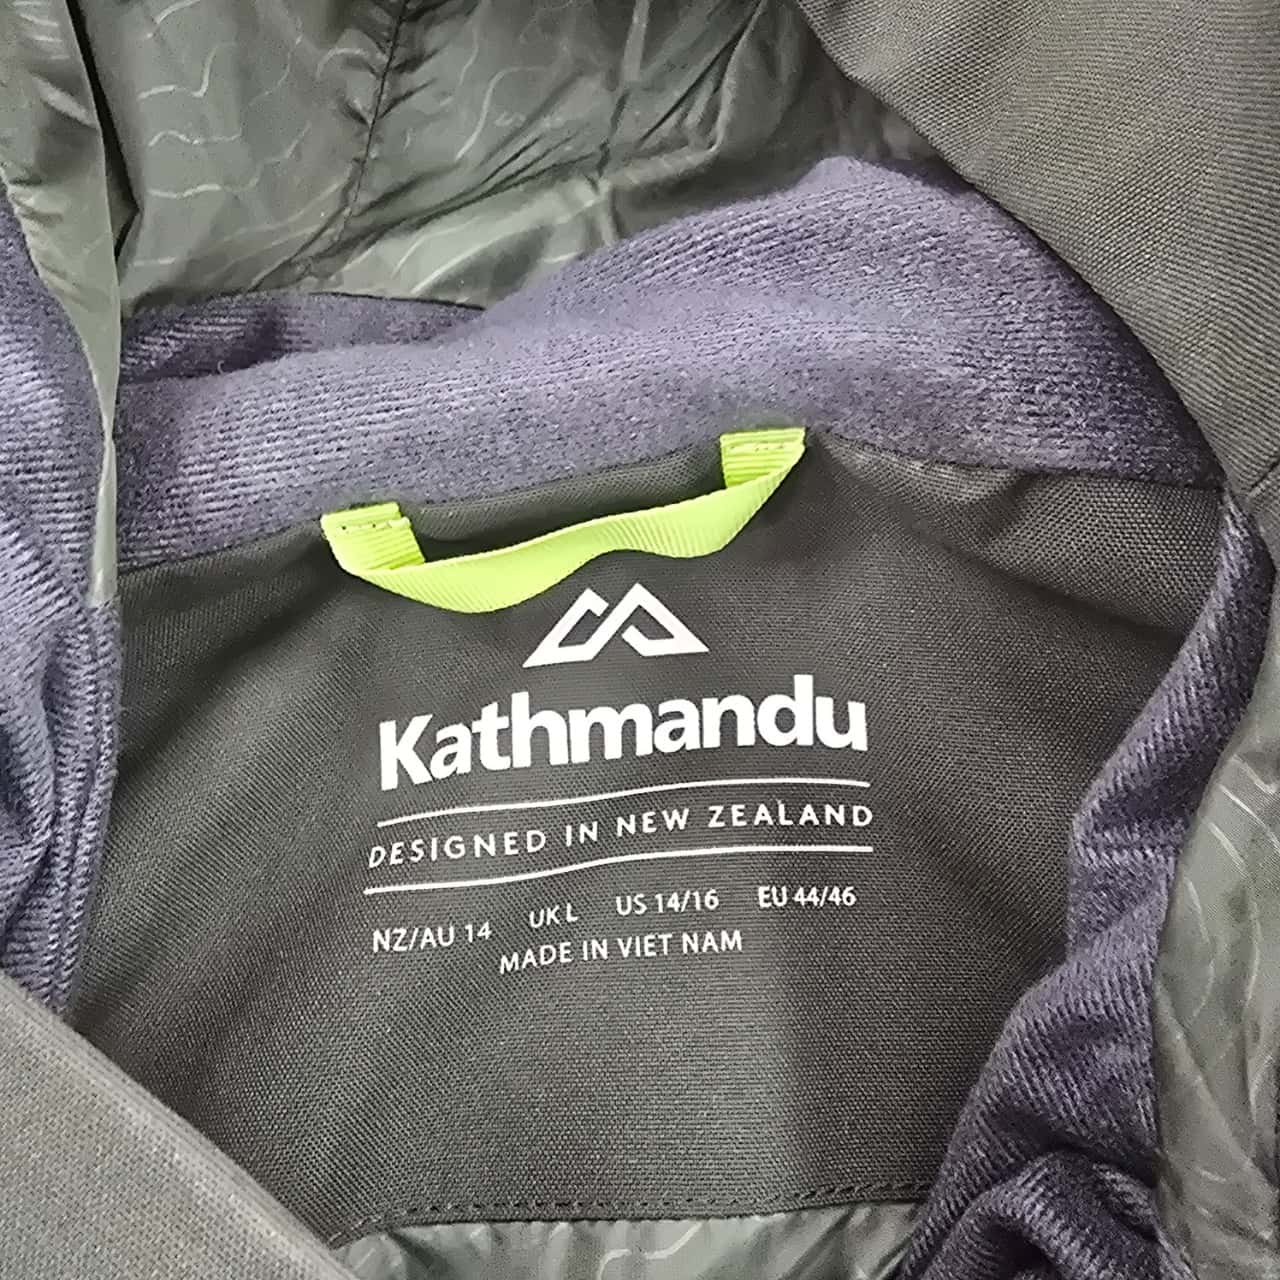 Kathmandu
DESIGNED IN NEW ZEALAND
NZ/AU 14 UK L US 14/16 EU 44/46
MADE IN VIET NAM